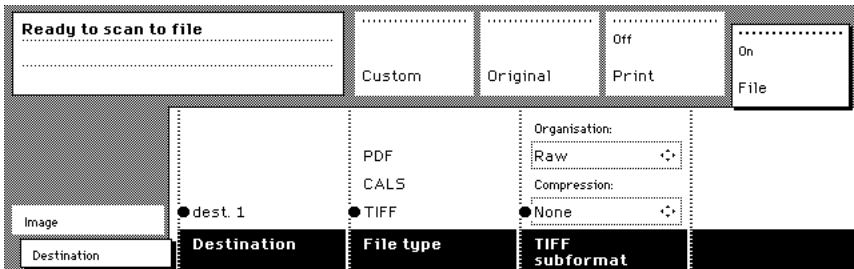 Ready to scan to file
Custom
Original
Off
Print
On
File
Image
Destination
dest. 1
Destination
PDF
CALS
TIFF
File type
Organisation:
Raw
Compression:
None
TIFF
subformat